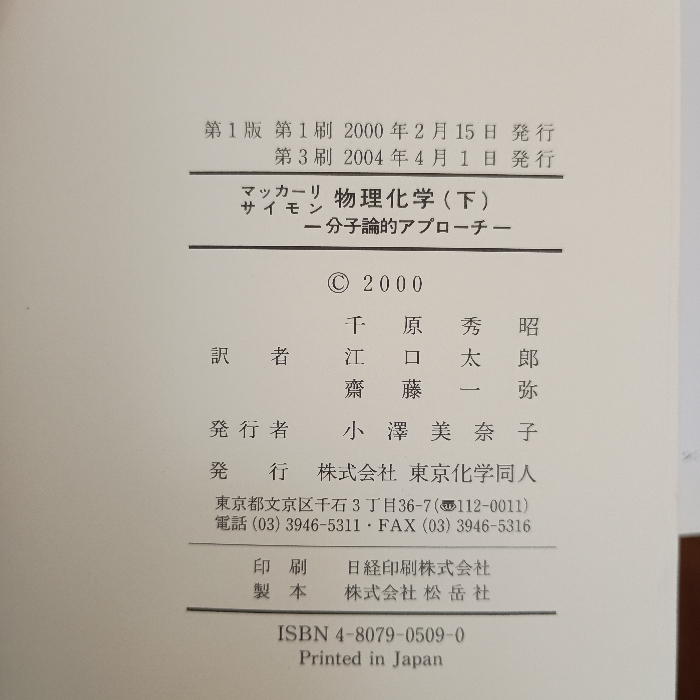 第1版 第1刷 2000年2月15日 発行
第3刷 2004年4月1日 発行
マッカーリ
サイモン
物理化学(下)
―分子論的アプローチ―
© 2000
千原秀昭
訳者 江口太郎
齋藤一弥
発行者 小澤美奈子
発行 株式会社 東京化学同人
東京都文京区千石3丁目36-7(☎112-0011)
電話(03)3946-5311・FAX(03)3946-5316
印刷 日経印刷株式会社
製本 株式会社松岳社
ISBN 4-8079-0509-0
Printed in Japan